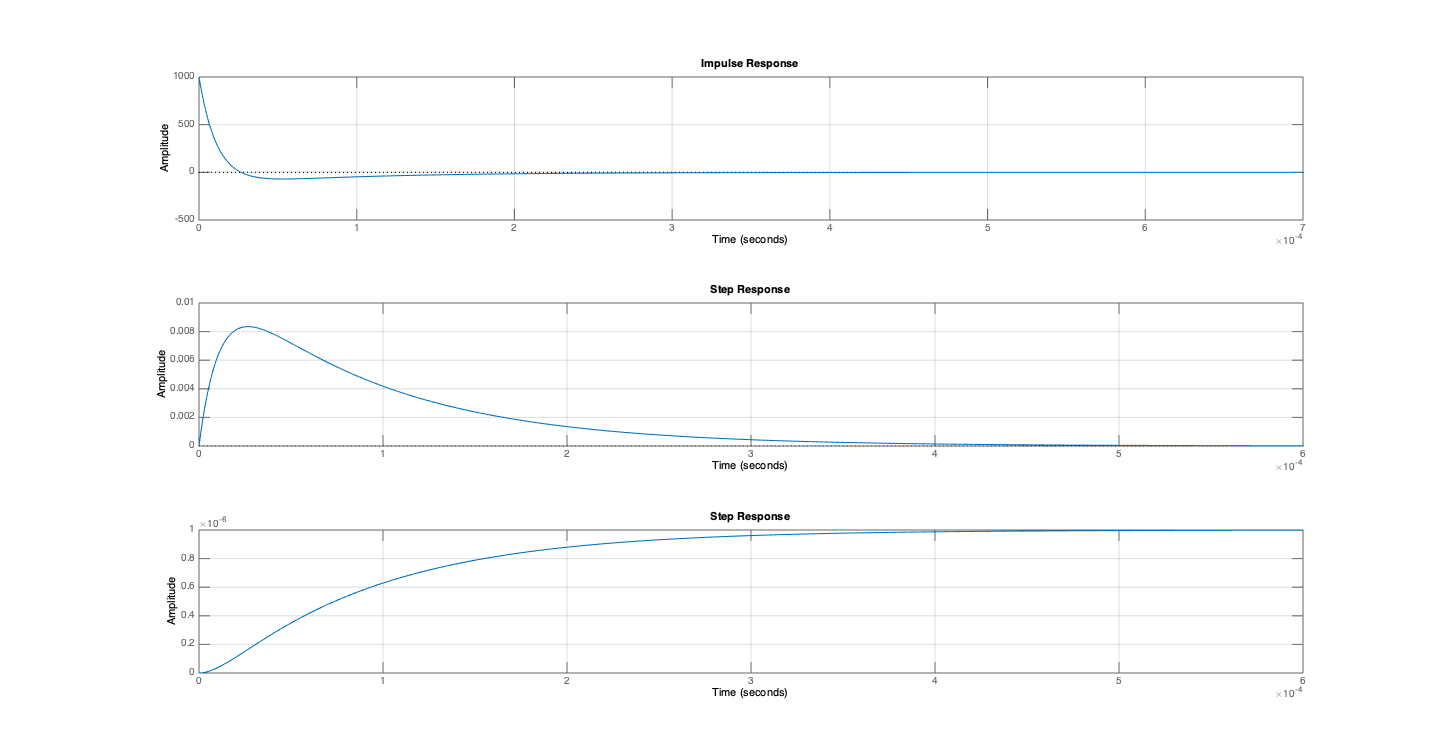 Impulse Response
1000
500
0
-500
Amplitude
0 1 2 3 4 5 6 7
Time (seconds)
×10-4
Step Response
0.01
0.008
0.006
0.004
0.002
0
Amplitude
0 1 2 3 4 5 6
Time (seconds)
×10-4
Step Response
×10-6
1
0.8
0.6
0.4
0.2
0
Amplitude
0 1 2 3 4 5 6
Time (seconds)
×10-4